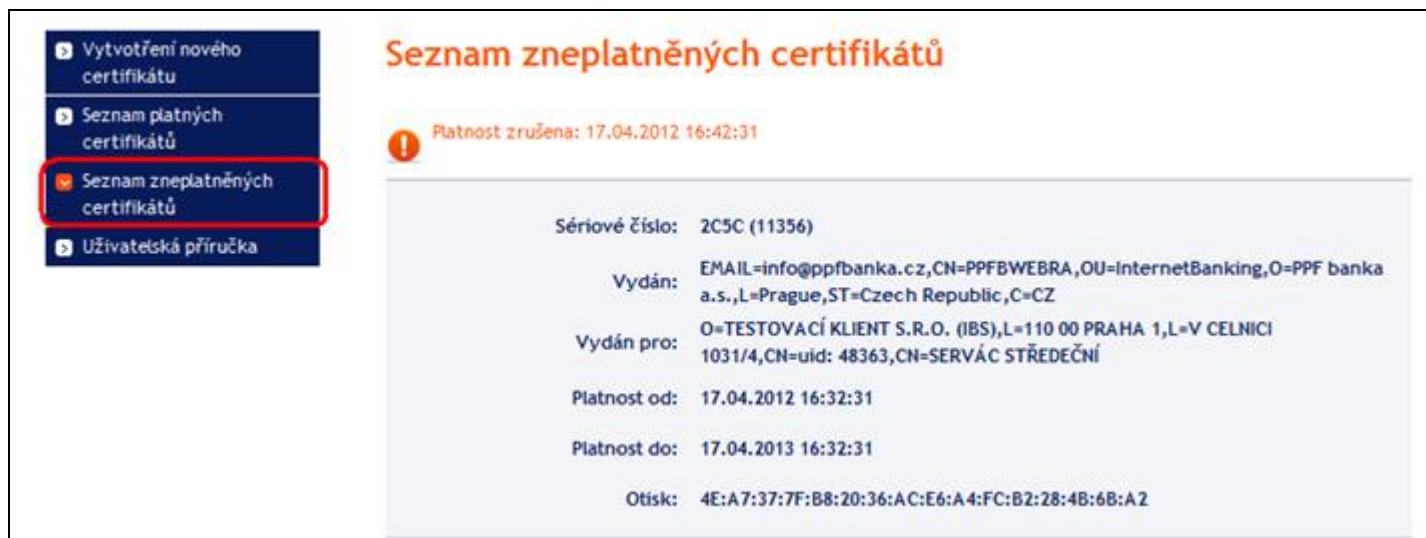 Vytvotření nového
certifikátu
Seznam platných
certifikátů
Seznam zneplatněných
certifikátů
Uživatelská příručka
Seznam zneplatněných certifikátů
Platnost zrušena: 17.04.2012 16:42:31
Sériové číslo: 2C5C (11356)
Vydán: EMAIL=info@ppfbanka.cz,CN=PPFBWEBRA,OU=InternetBanking,O=PPF banka
a.s.,L=Prague,ST=Czech Republic,C=CZ
Vydán pro: O=TESTOVACÍ KLIENT S.R.O. (IBS),L=110 00 PRAHA 1,L=V CELNICI
1031/4,CN=uid: 48363,CN=SERVÁC STŘEDEČNÍ
Platnost od: 17.04.2012 16:32:31
Platnost do: 17.04.2013 16:32:31
Otisk: 4E:A7:37:7F:B8:20:36:AC:E6:A4:FC:B2:28:4B:6B:A2